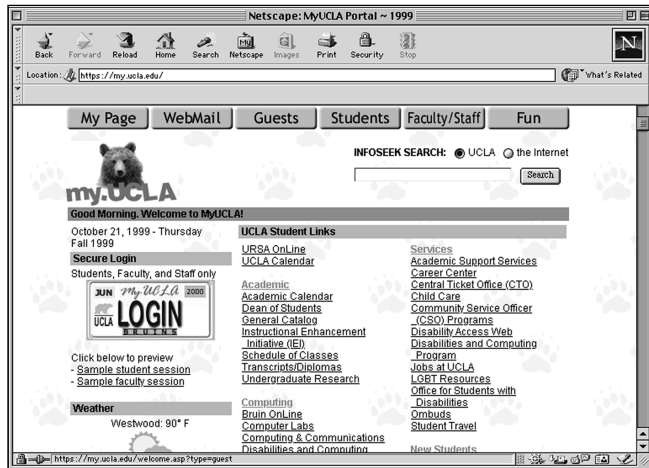 Netscape: MyUCLA Portal ~ 1999
Back Forward Reload Home Search Netscape Images Print Security Stop
Location: https://my.ucla.edu/ What's Related
My Page WebMail Guests Students Faculty/Staff Fun
INFOSEEK SEARCH: UCLA the Internet
Search
my.UCLA
Good Morning. Welcome to MyUCLA!
October 21, 1999 - Thursday
Fall 1999
Secure Login
Students, Faculty, and Staff only
JUN My UCLA 2000
UCLA LOGIN
BRUINS
Click below to preview
- Sample student session
- Sample faculty session
Weather
Westwood: 90° F
UCLA Student Links
URSA OnLine
UCLA Calendar
Academic
Academic Calendar
Dean of Students
General Catalog
Instructional Enhancement
Initiative (IEI)
Schedule of Classes
Transcripts/Diplomas
Undergraduate Research
Computing
Bruin OnLine
Computer Labs
Computing & Communications
Disabilities and Computing
Services
Academic Support Services
Career Center
Central Ticket Office (CTO)
Child Care
Community Service Officer
(CSO) Programs
Disability Access Web
Disabilities and Computing
Program
Jobs at UCLA
LGBT Resources
Office for Students with
Disabilities
Ombuds
Student Travel
New Students
https://my.ucla.edu/welcome.asp?type=guest